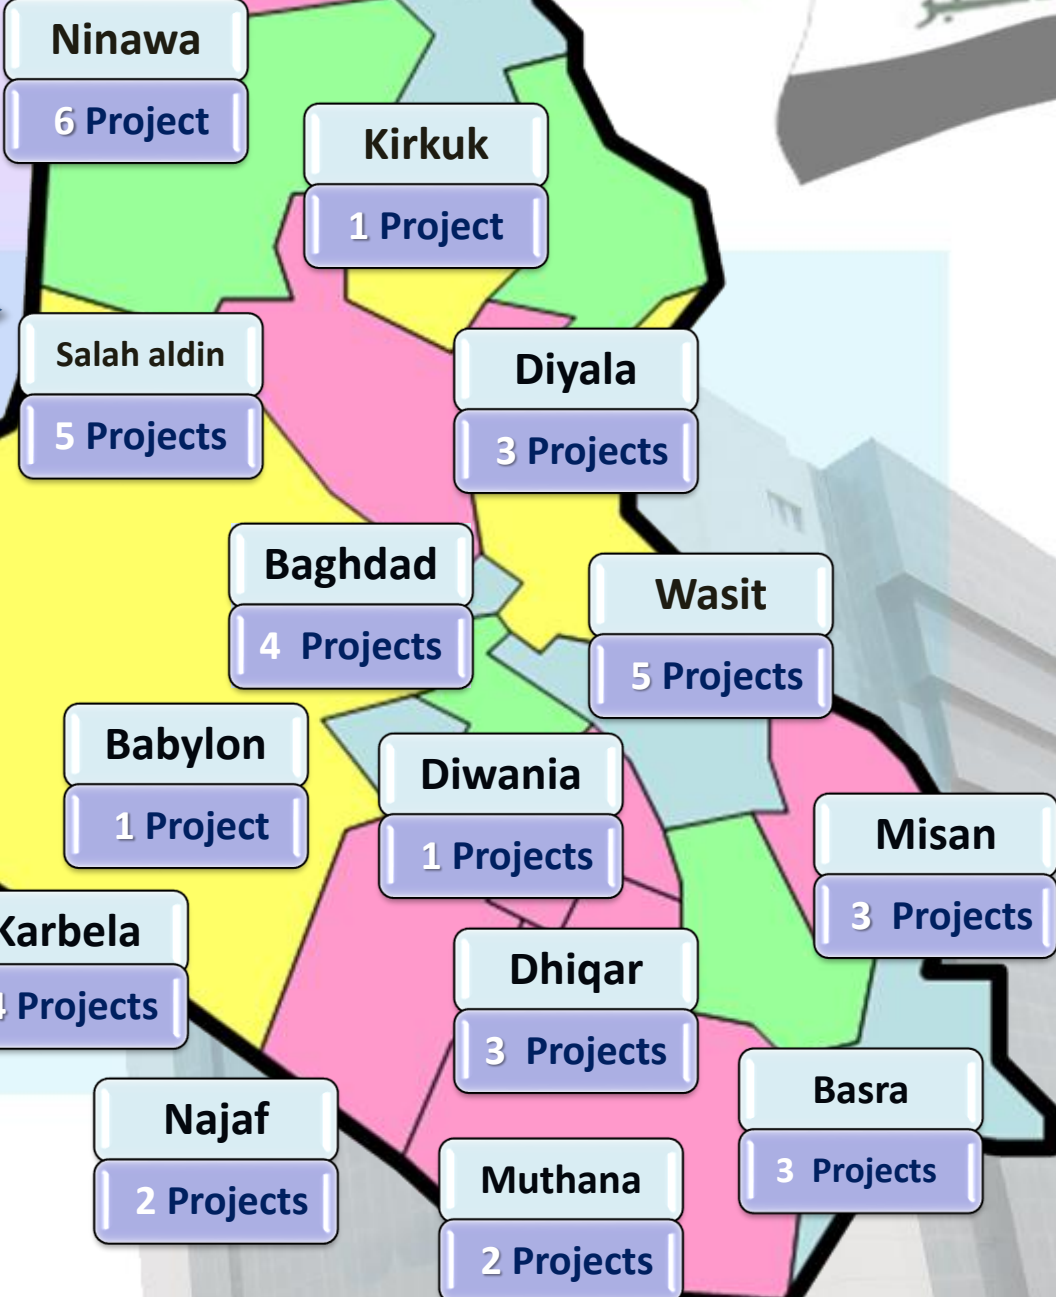 Ninawa
6 Project
Kirkuk
1 Project
Salah aldin
5 Projects
Diyala
3 Projects
Baghdad
4 Projects
Wasit
5 Projects
Babylon
1 Project
Diwania
1 Projects
Misan
3 Projects
Karbela
4 Projects
Dhiqar
3 Projects
Basra
3 Projects
Najaf
2 Projects
Muthana
2 Projects